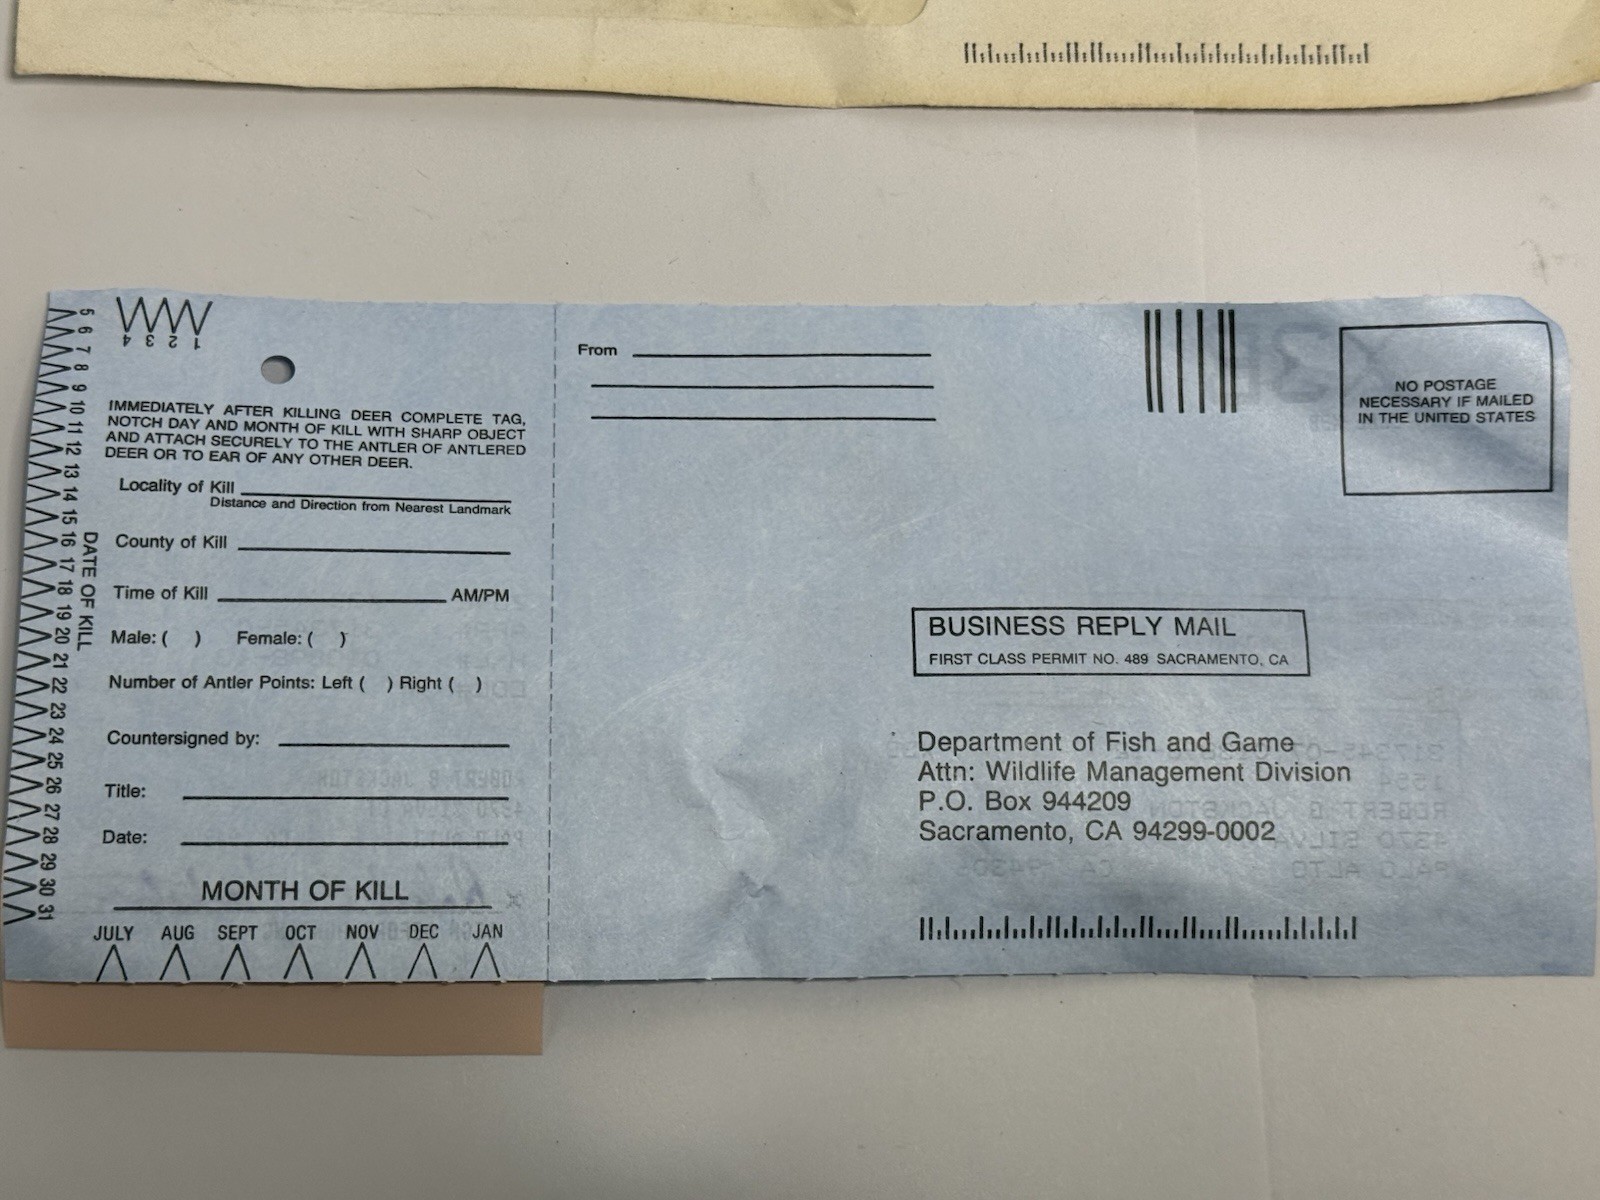 1 2 3 4
5 6 7 8 9 10 11 12 13 14 15 16 17 18 19 20 21 22 23 24 25 26 27 28 29 30 31
DATE OF KILL
IMMEDIATELY AFTER KILLING DEER COMPLETE TAG,
NOTCH DAY AND MONTH OF KILL WITH SHARP OBJECT
AND ATTACH SECURELY TO THE ANTLER OF ANTLERED
DEER OR TO EAR OF ANY OTHER DEER.
Locality of Kill
Distance and Direction from Nearest Landmark
County of Kill
Time of Kill AM/PM
Male: ( ) Female: ( )
Number of Antler Points: Left ( ) Right ( )
Countersigned by:
Title:
Date:
MONTH OF KILL
JULY AUG SEPT OCT NOV DEC JAN
From
NO POSTAGE
NECESSARY IF MAILED
IN THE UNITED STATES
BUSINESS REPLY MAIL
FIRST CLASS PERMIT NO. 489 SACRAMENTO, CA
Department of Fish and Game
Attn: Wildlife Management Division
P.O. Box 944209
Sacramento, CA 94299-0002